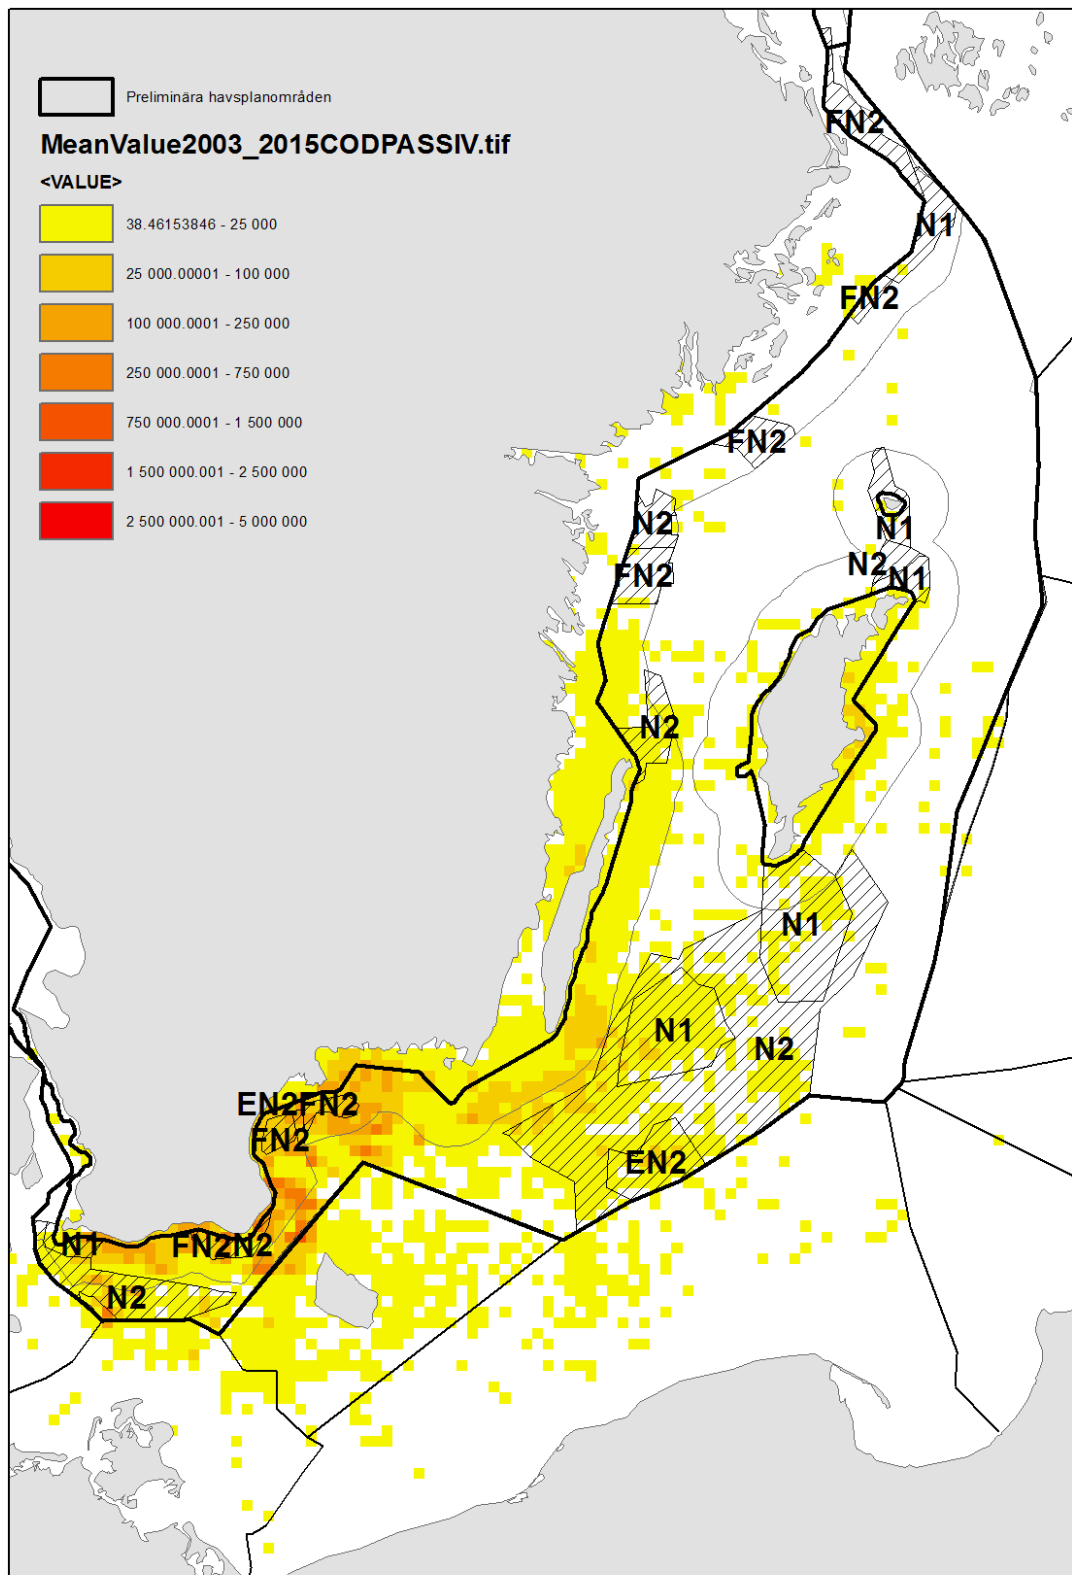 Preliminära havsplanområden
MeanValue2003_2015CODPASSIV.tif
<VALUE>
38.46153846 - 25 000
25 000.00001 - 100 000
100 000.0001 - 250 000
250 000.0001 - 750 000
750 000.0001 - 1 500 000
1 500 000.001 - 2 500 000
2 500 000.001 - 5 000 000
FN2
N1
FN2
FN2
N2
N1
N2
FN2
N1
N2
N1
N1
N2
EN2FN2
FN2
EN2
N1
FN2N2
N2